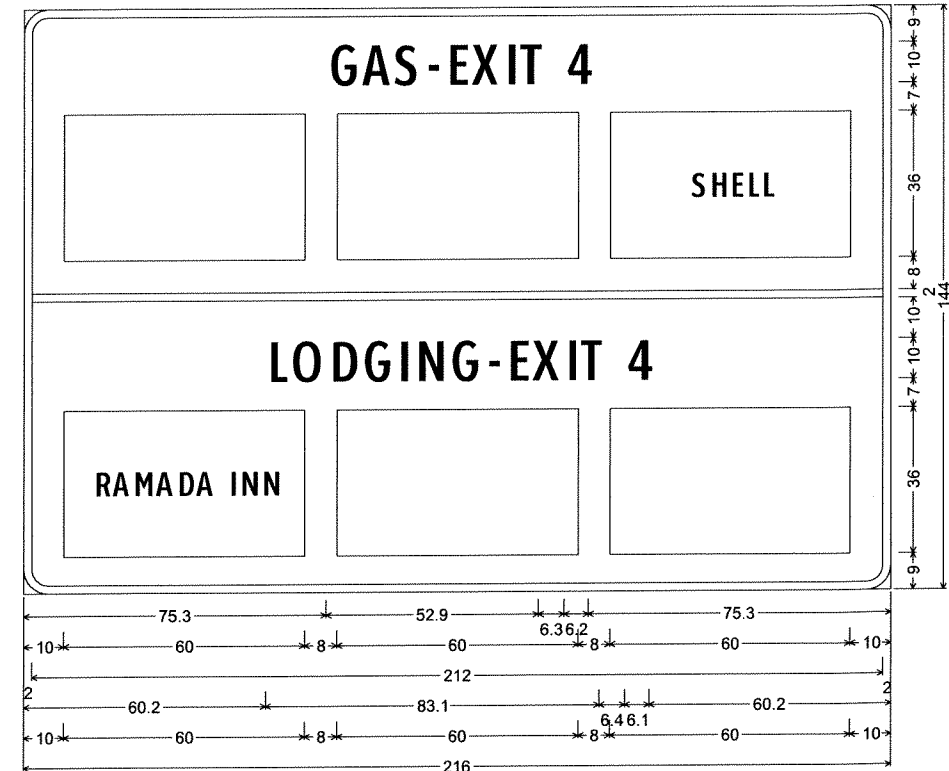 GAS-EXIT 4
SHELL
LODGING-EXIT 4
RAMADA INN
9
10
7
36
8
2
10
10
7
36
9
144
75.3 52.9 6.3 6.2 75.3
10 60 8 60 8 60 10
2 212 2
60.2 83.1 6.4 6.1 60.2
10 60 8 60 8 60 10
216